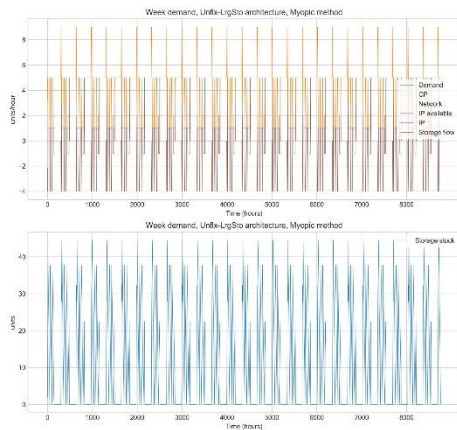 Week demand, Unflx-LrgSto architecture, Myopic method
units/hour
8
6
4
2
0
−2
−4
Demand
CP
Network
IP available
IP
Storage flow
0 1000 2000 3000 4000 5000 6000 7000 8000
Time (hours)
Week demand, Unflx-LrgSto architecture, Myopic method
Storage stock
units
40
30
20
10
0
0 1000 2000 3000 4000 5000 6000 7000 8000
Time (hours)